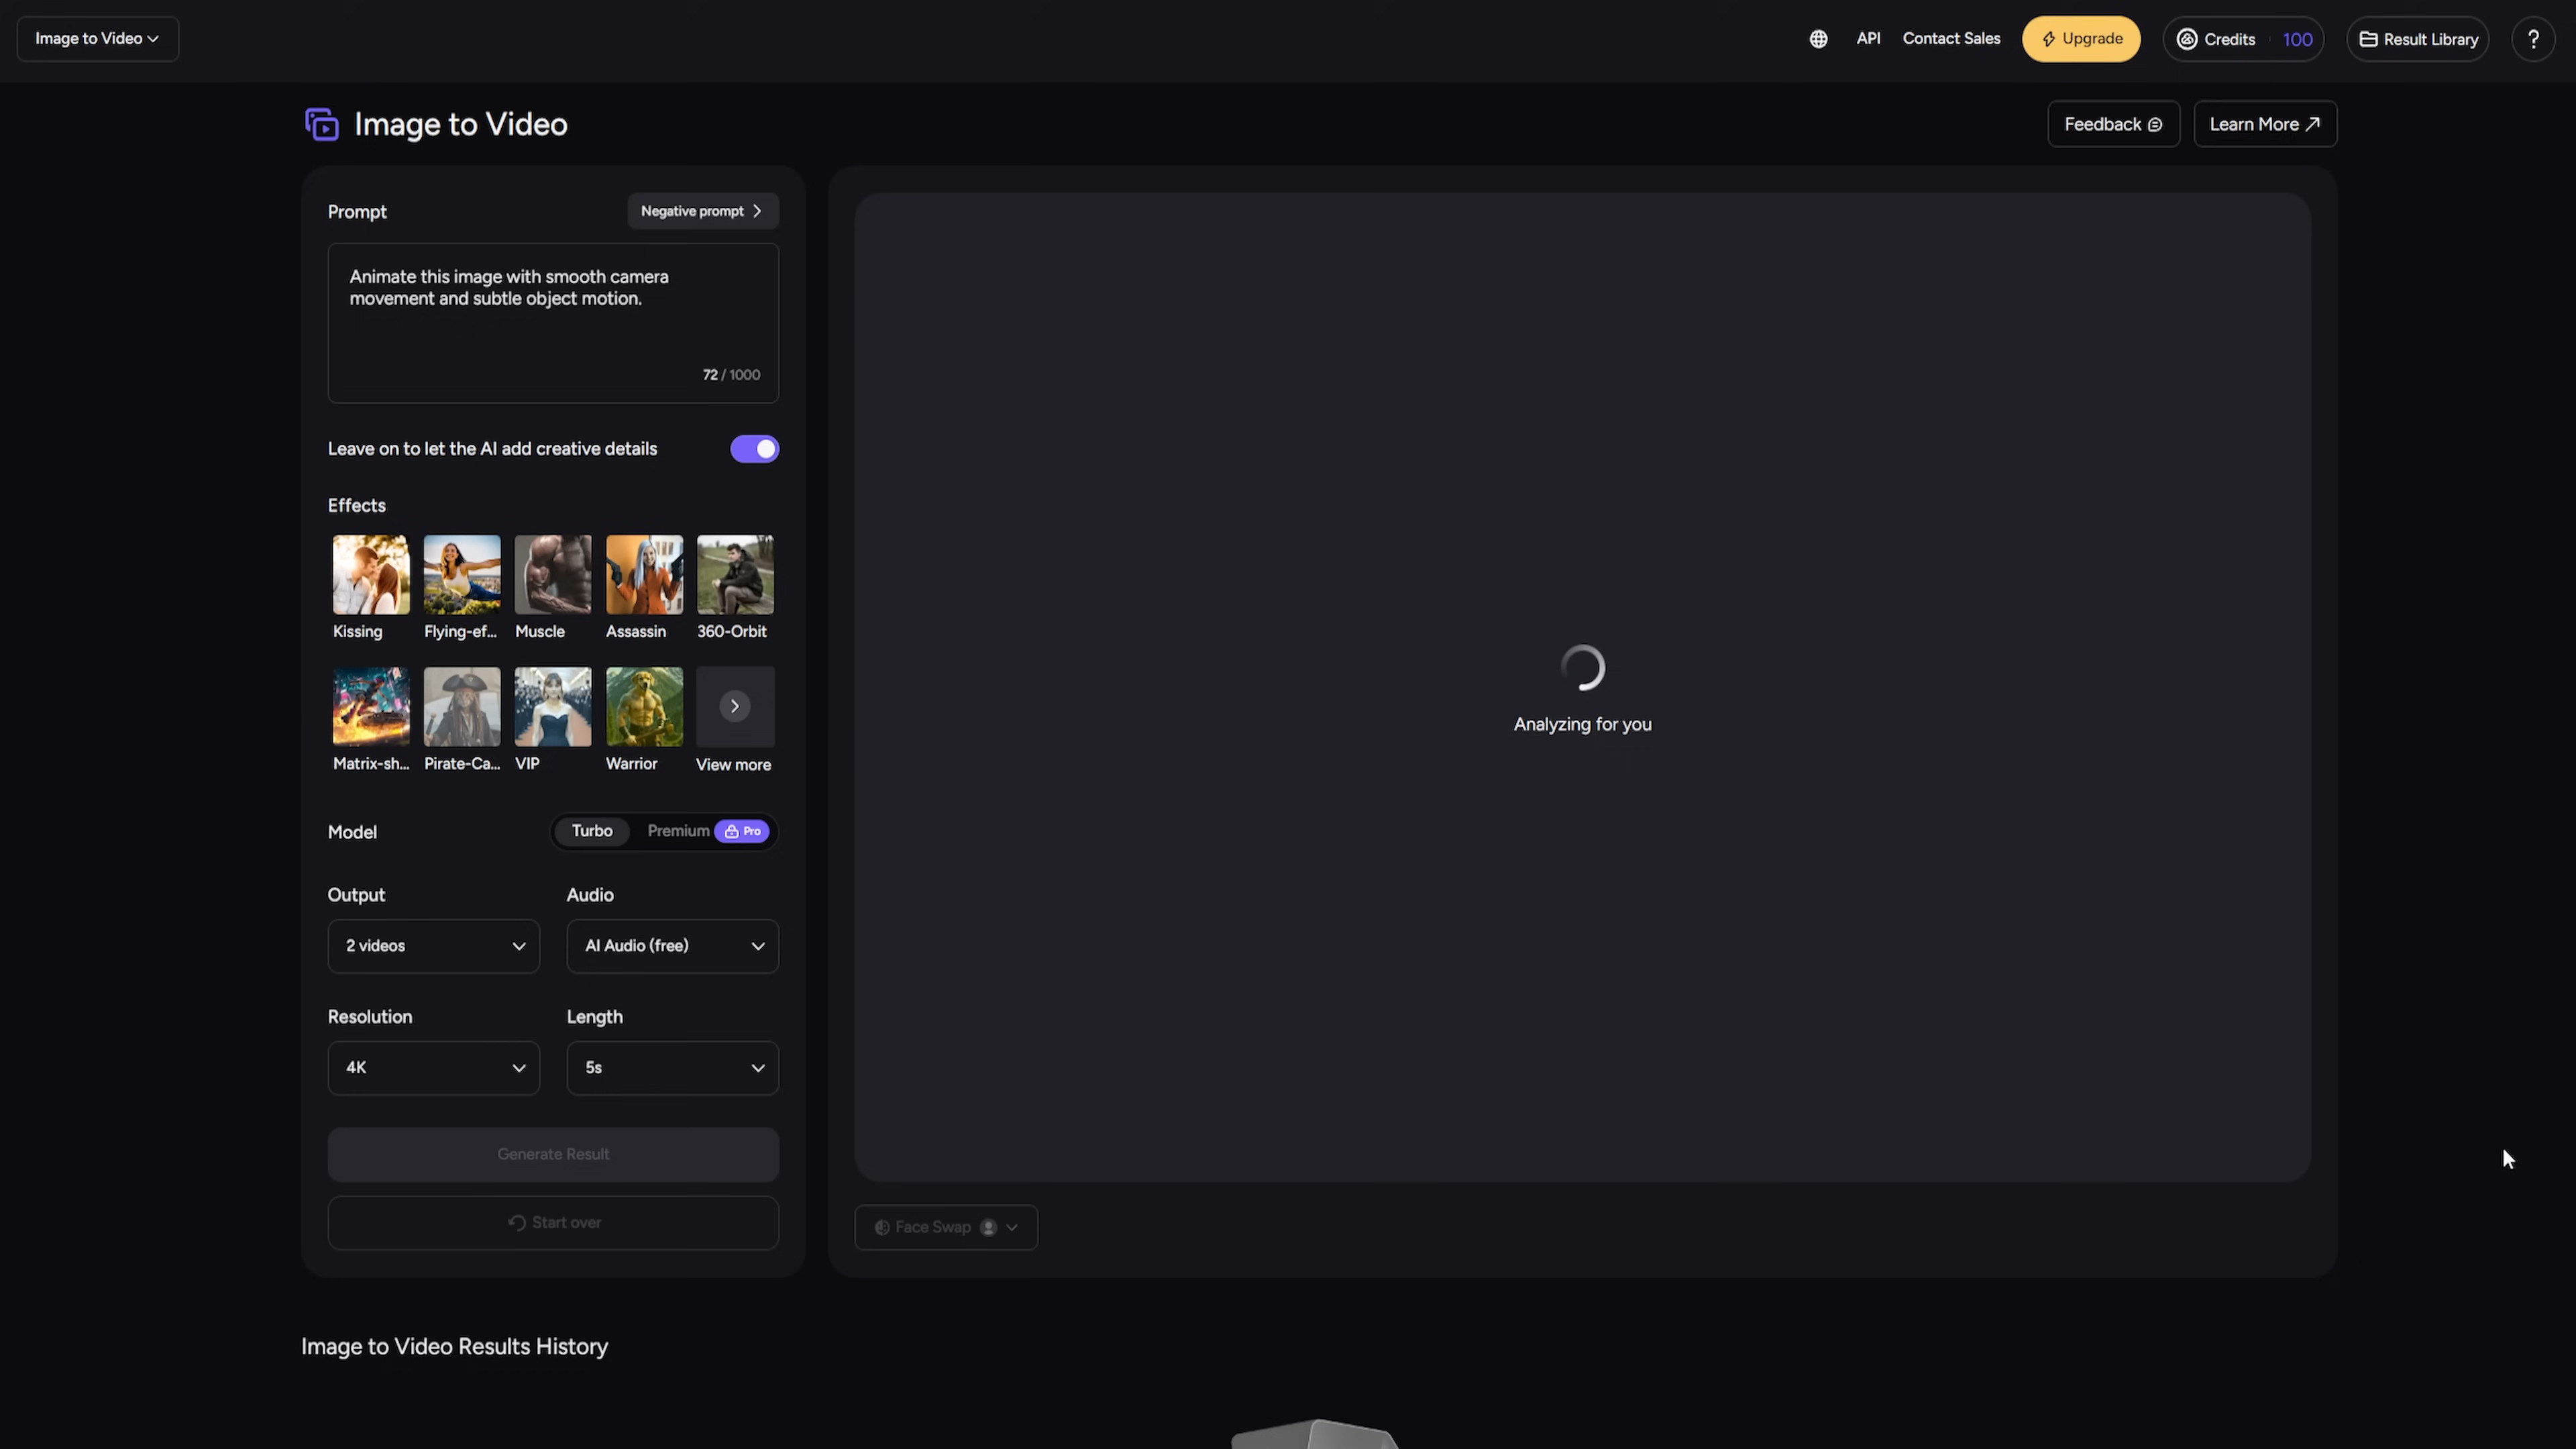 Image to Video
API
Contact Sales
Upgrade
Credits 100
Result Library
?
Image to Video
Feedback
Learn More
Prompt
Negative prompt
Animate this image with smooth camera
movement and subtle object motion.
72 / 1000
Leave on to let the AI add creative details
Effects
Kissing
Flying-ef...
Muscle
Assassin
360-Orbit
Matrix-sh...
Pirate-Ca...
VIP
Warrior
View more
Model
Turbo
Premium
Pro
Output
Audio
2 videos
AI Audio (free)
Resolution
Length
4K
5s
Generate Result
Start over
Analyzing for you
Face Swap
Image to Video Results History